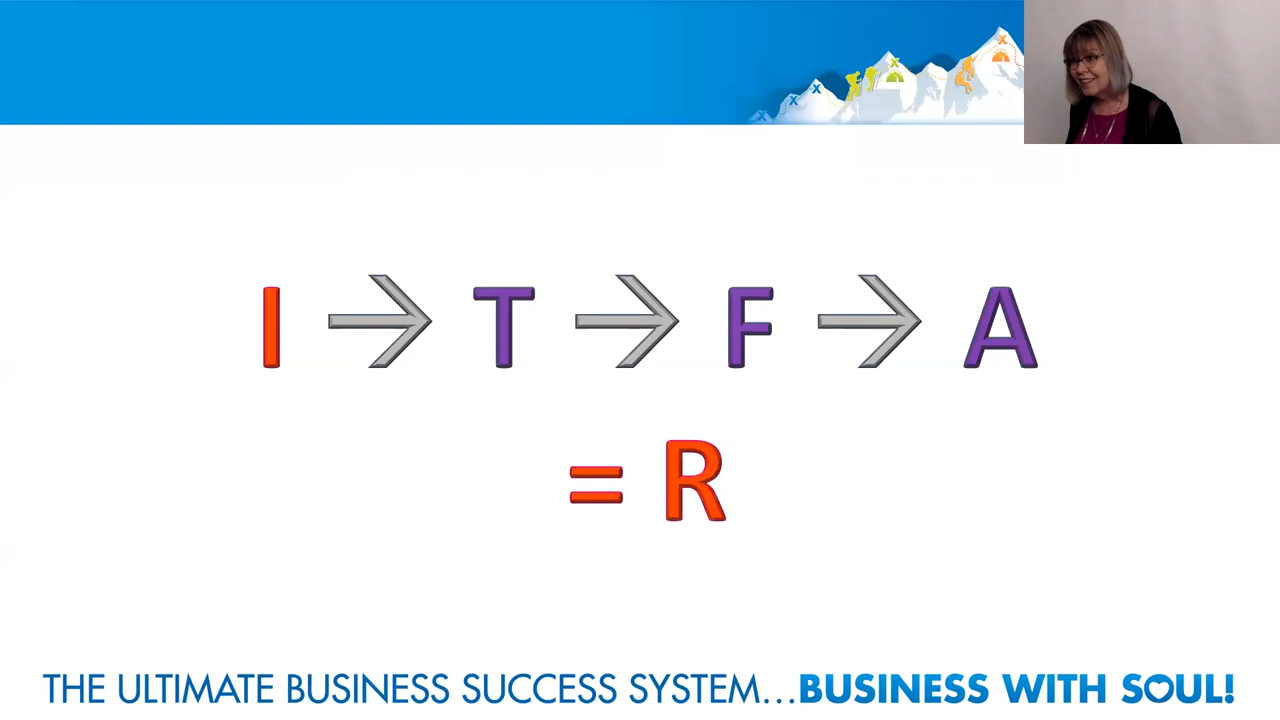 I → T → F → A
= R
THE ULTIMATE BUSINESS SUCCESS SYSTEM...BUSINESS WITH SOUL!